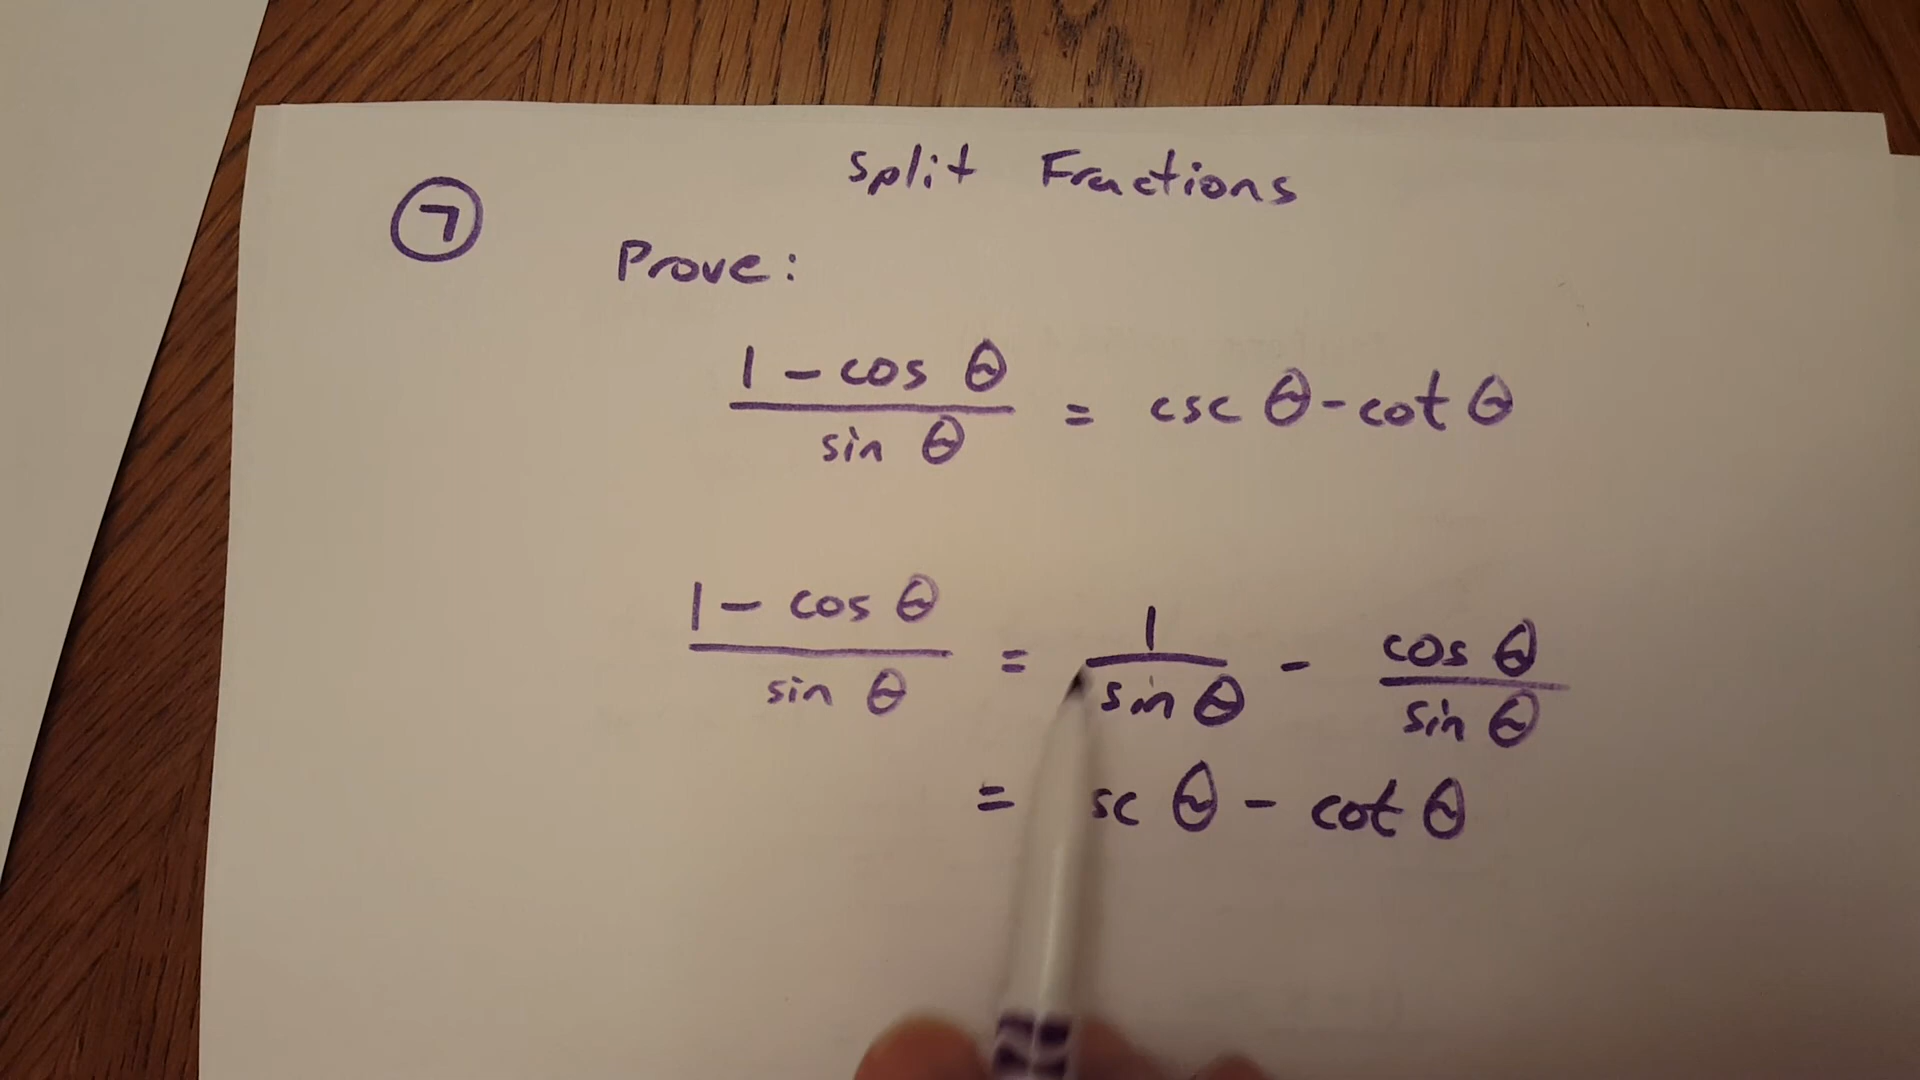 Split Fractions
7
Prove:
1 - cos θ / sin θ = csc θ - cot θ
1 - cos θ / sin θ = 1 / sin θ - cos θ / sin θ
= sc θ - cot θ